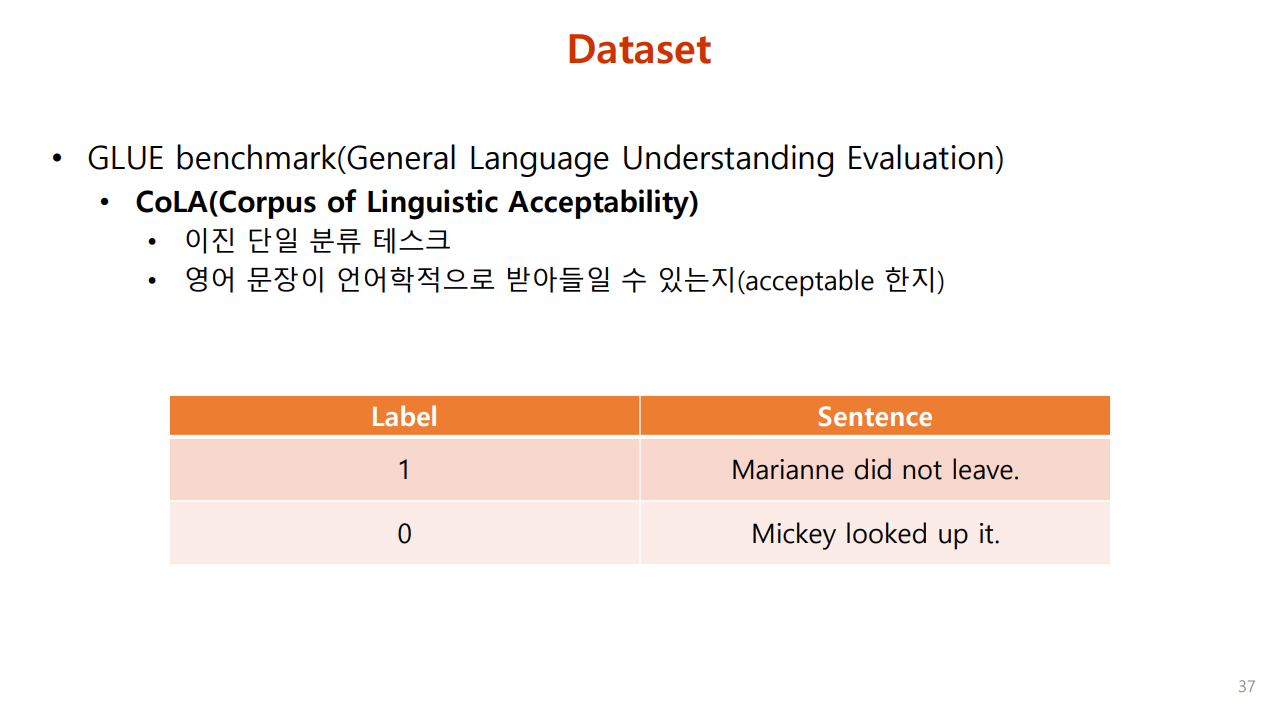 Dataset
• GLUE benchmark(General Language Understanding Evaluation)
• CoLA(Corpus of Linguistic Acceptability)
• 이진 단일 분류 테스크
• 영어 문장이 언어학적으로 받아들일 수 있는지(acceptable 한지)
Label Sentence
1 Marianne did not leave.
0 Mickey looked up it.
37